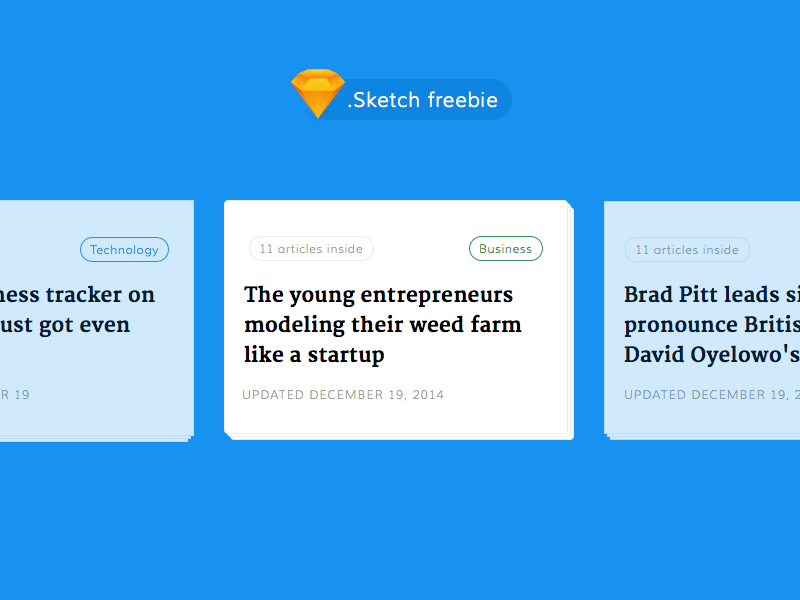 .Sketch freebie
Technology
ness tracker on
ust got even
R 19
11 articles inside
Business
The young entrepreneurs
modeling their weed farm
like a startup
UPDATED DECEMBER 19, 2014
11 articles inside
Brad Pitt leads si
pronounce Britis
David Oyelowo's
UPDATED DECEMBER 19, 2